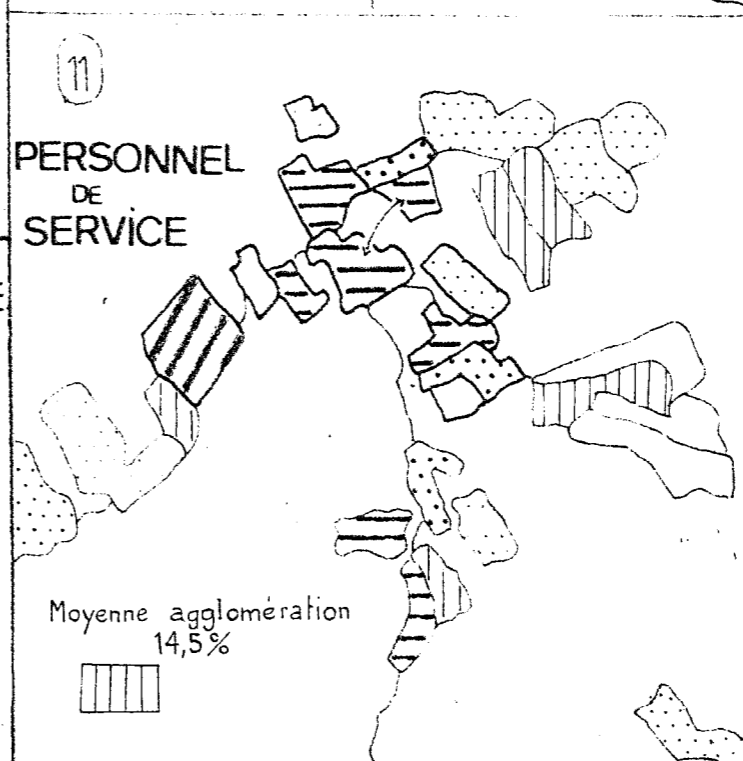 11
PERSONNEL
DE
SERVICE
Moyenne agglomération
14,5%